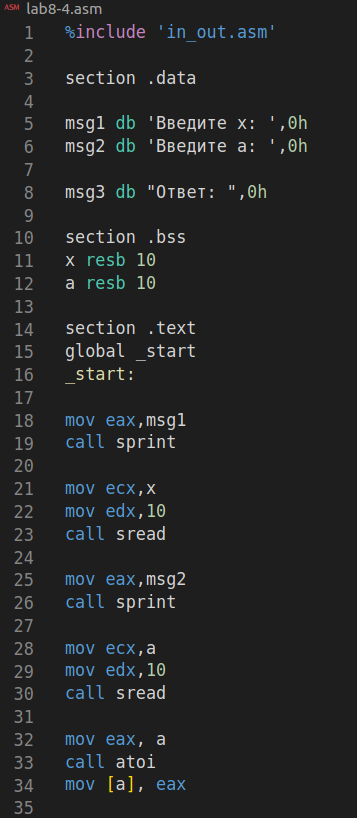 ASM lab8-4.asm
1 %include 'in_out.asm'
2
3 section .data
4
5 msg1 db 'Введите x: ',0h
6 msg2 db 'Введите a: ',0h
7
8 msg3 db "Ответ: ",0h
9
10 section .bss
11 x resb 10
12 a resb 10
13
14 section .text
15 global _start
16 _start:
17
18 mov eax,msg1
19 call sprint
20
21 mov ecx,x
22 mov edx,10
23 call sread
24
25 mov eax,msg2
26 call sprint
27
28 mov ecx,a
29 mov edx,10
30 call sread
31
32 mov eax, a
33 call atoi
34 mov [a], eax
35